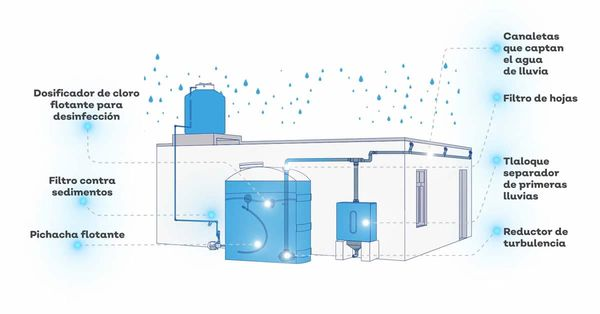 Dosificador de cloro
flotante para
desinfección
Filtro contra
sedimentos
Pichacha flotante
Canaletas
que captan
el agua
de lluvia
Filtro de hojas
Tlaloque
separador
de primeras
lluvias
Reductor de
turbulencia